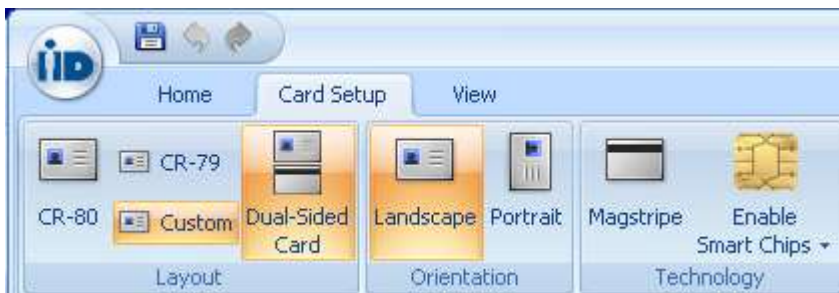 iiD
Home Card Setup View
CR-80
CR-79
Custom
Dual-Sided
Card
Layout
Landscape
Portrait
Orientation
Magstripe
Enable
Smart Chips
Technology